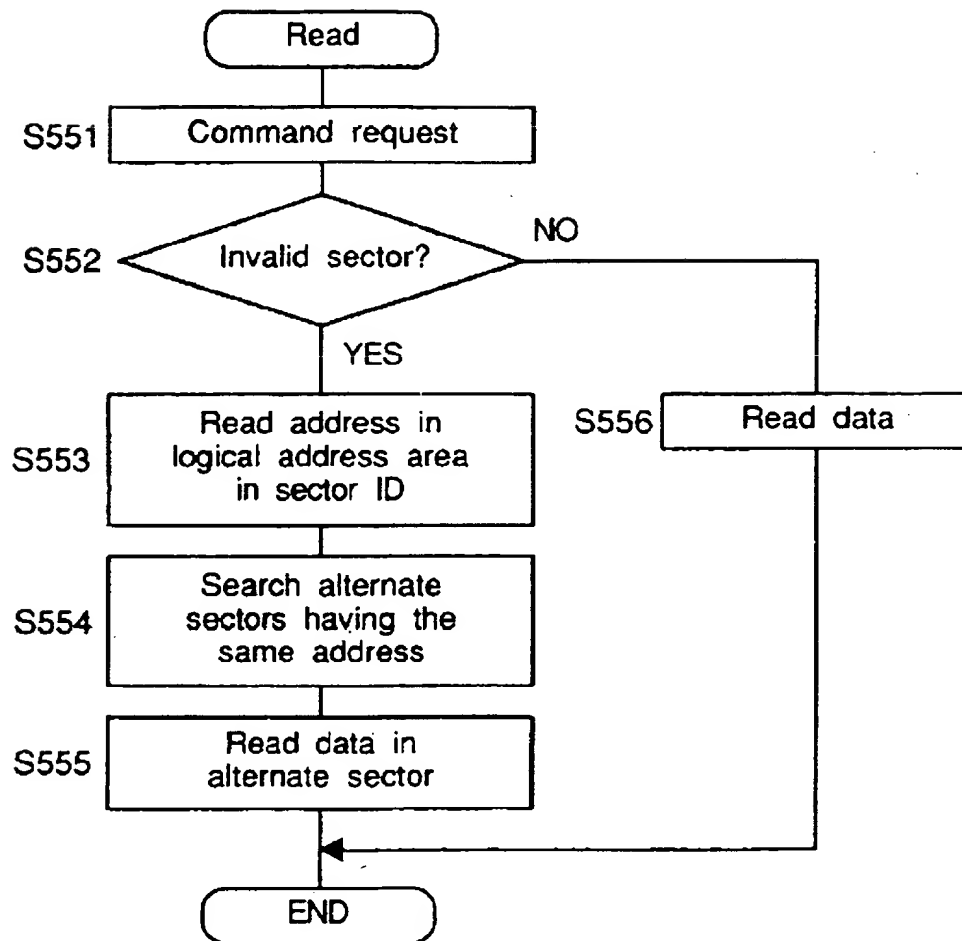 Read
S551
Command request
S552
Invalid sector?
NO
YES
S553
Read address in
logical address area
in sector ID
S556
Read data
S554
Search alternate
sectors having the
same address
S555
Read data in
alternate sector
END